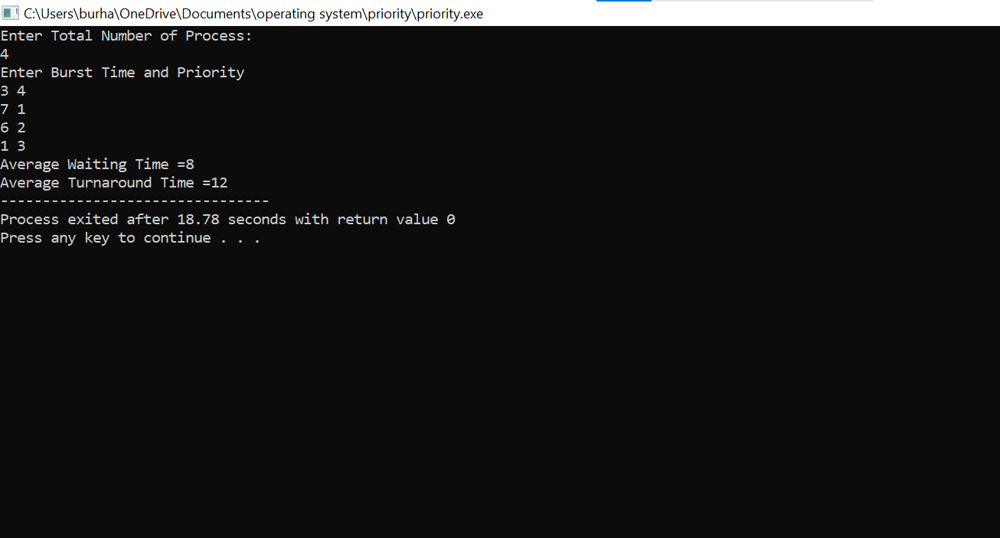 C:\Users\burha\OneDrive\Documents\operating system\priority\priority.exe
Enter Total Number of Process:
4
Enter Burst Time and Priority
3 4
7 1
6 2
1 3
Average Waiting Time =8
Average Turnaround Time =12
--------------------------------
Process exited after 18.78 seconds with return value 0
Press any key to continue . . .